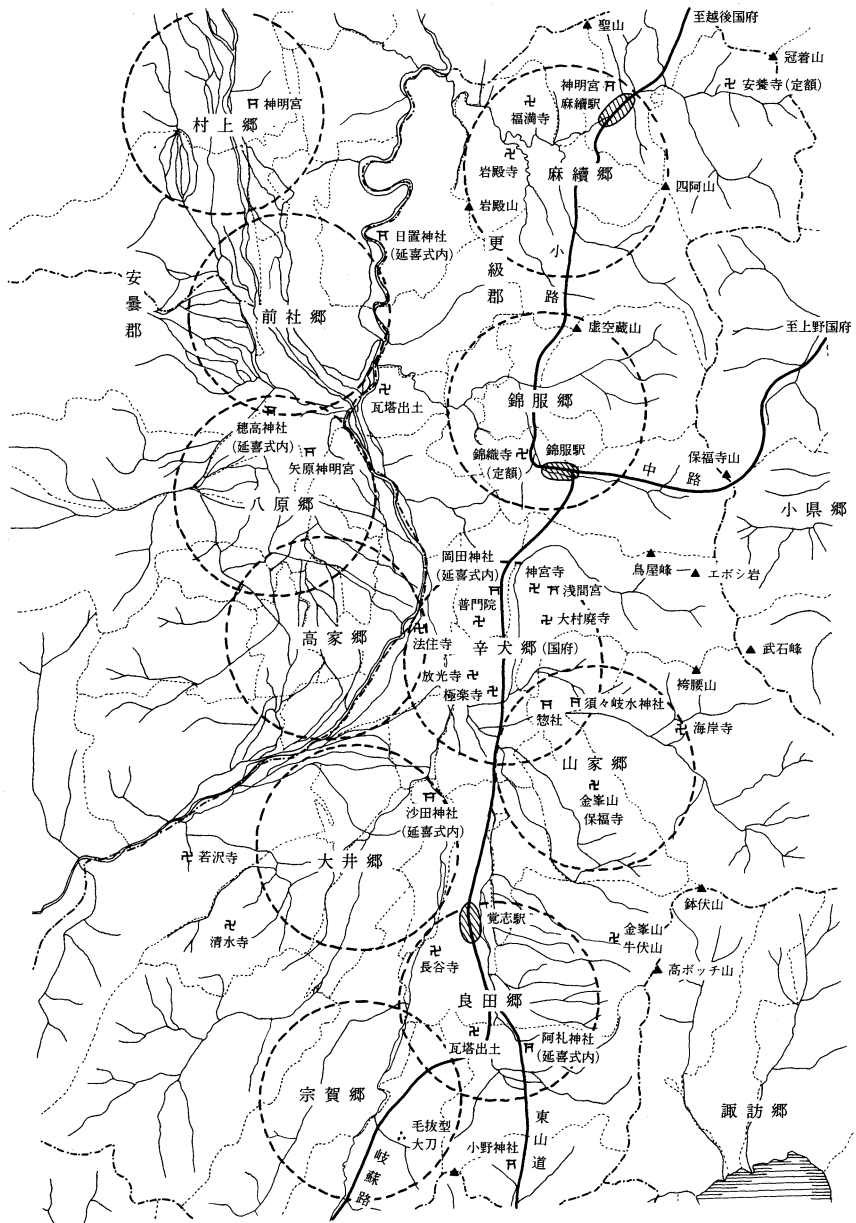 至越後国府
聖山
冠着山
神明宮
麻續駅
安養寺(定額)
神明宮
福満寺
村上郷
岩殿寺
麻續郷
四阿山
岩殿山
日置神社
(延喜式内)
更級郡
小路
安曇郡
前社郷
虚空蔵山
至上野国府
瓦塔出土
錦服郷
穂高神社
(延喜式内)
矢原神明宮
錦織寺
(定額)
錦服駅
中路
保福寺山
八原郷
小県郷
岡田神社
(延喜式内)
神宮寺
浅間宮
鳥屋峰
エボシ岩
普門院
大村廃寺
高家郷
法住寺
辛犬郷(国府)
武石峰
放光寺
極楽寺
袴腰山
惣社
須々岐水神社
海岸寺
山家郷
金峯山
保福寺
沙田神社
(延喜式内)
若沢寺
大井郷
鉢伏山
覚志駅
清水寺
金峯山
牛伏山
長谷寺
高ボッチ山
良田郷
瓦塔出土
阿礼神社
(延喜式内)
宗賀郷
諏訪郷
毛抜型
大刀
小野神社
東山道
岐蘇路